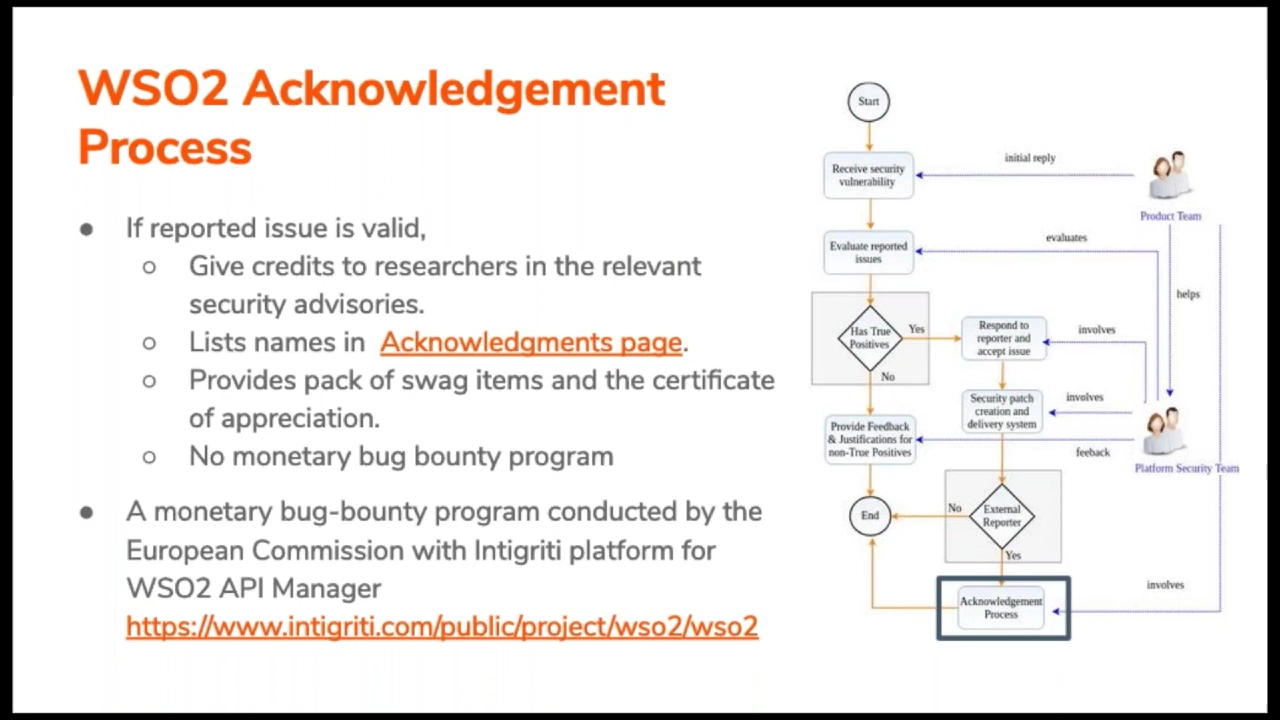 WSO2 Acknowledgement
Process
● If reported issue is valid,
○ Give credits to researchers in the relevant
security advisories.
○ Lists names in Acknowledgments page.
○ Provides pack of swag items and the certificate
of appreciation.
○ No monetary bug bounty program
● A monetary bug-bounty program conducted by the
European Commission with Intigriti platform for
WSO2 API Manager
https://www.intigriti.com/public/project/wso2/wso2
Start
initial reply
Receive security
vulnerability
Product Team
evaluates
Evaluate reported
issues
helps
Has True
Positives
Yes
Respond to
reporter and
accept issue
involves
No
Security patch
creation and
delivery system
involves
Provide Feedback
& Justifications for
non-True Positives
feeback
Platform Security Team
End
No
External
Reporter
Yes
involves
Acknowledgement
Process